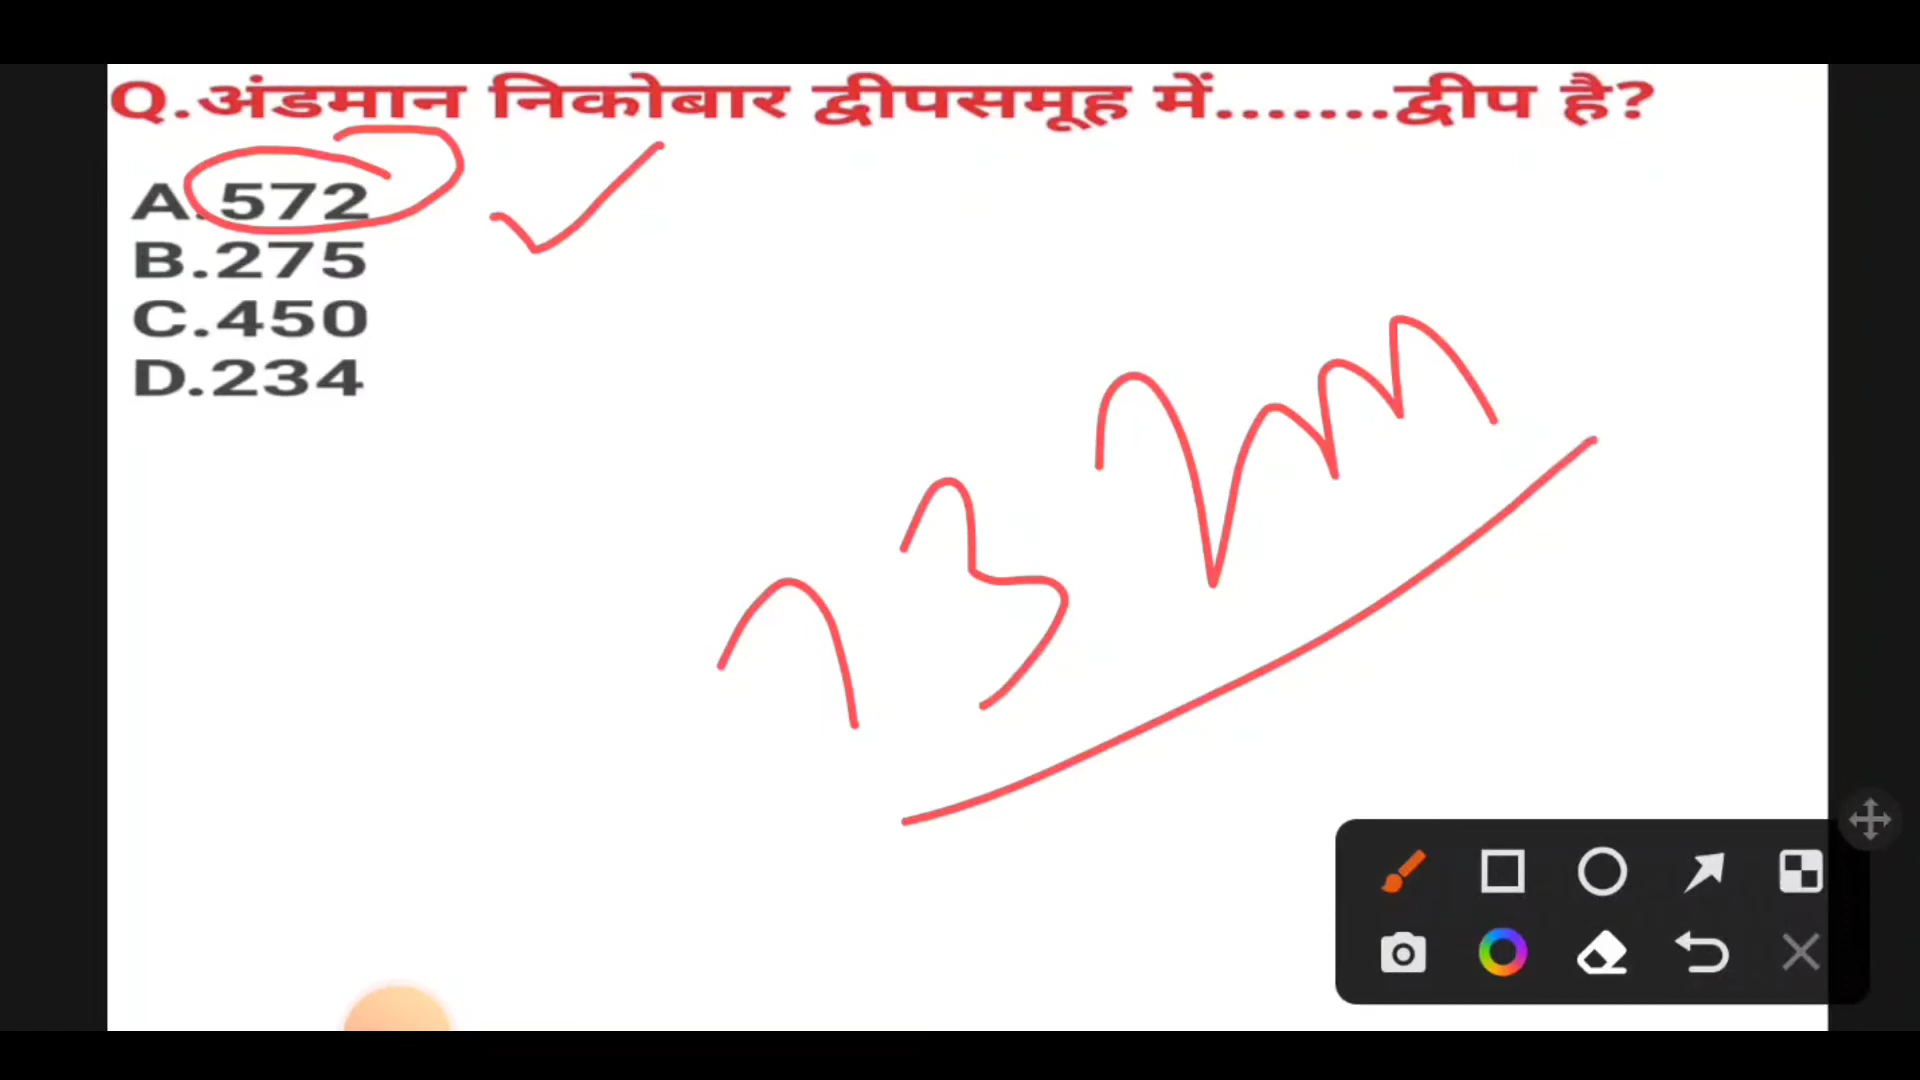 Q.अंडमान निकोबार द्वीपसमूह में.......द्वीप है?
A.572
B.275
C.450
D.234